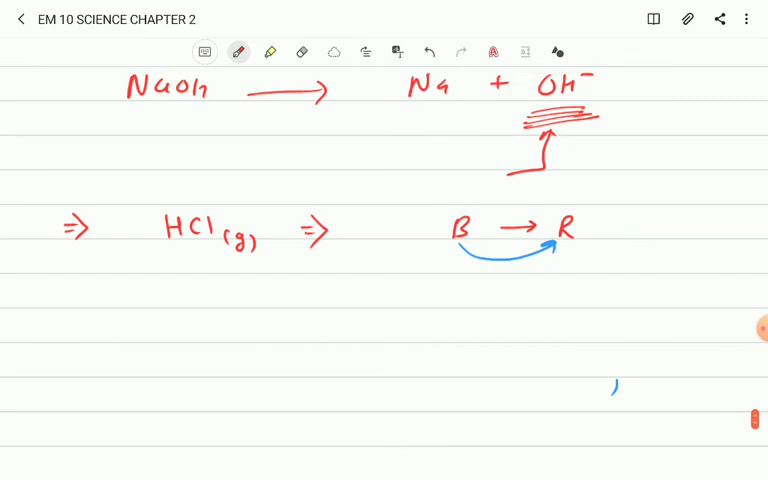 EM 10 SCIENCE CHAPTER 2
NaOh → Na + OH⁻
⇒ HCl (g) ⇒ B → R